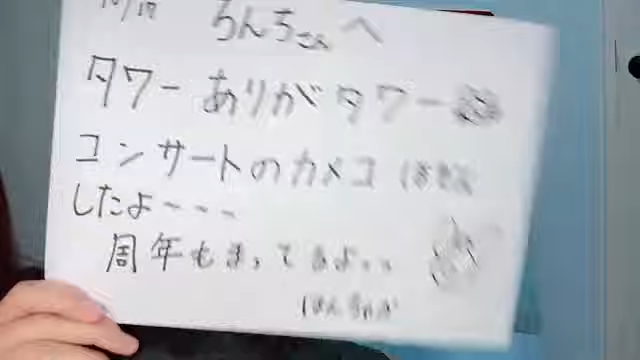 らんちさんへ
タワーありがタワー
コンサートのカメコ
したよ〜〜〜
周年もまってるよ